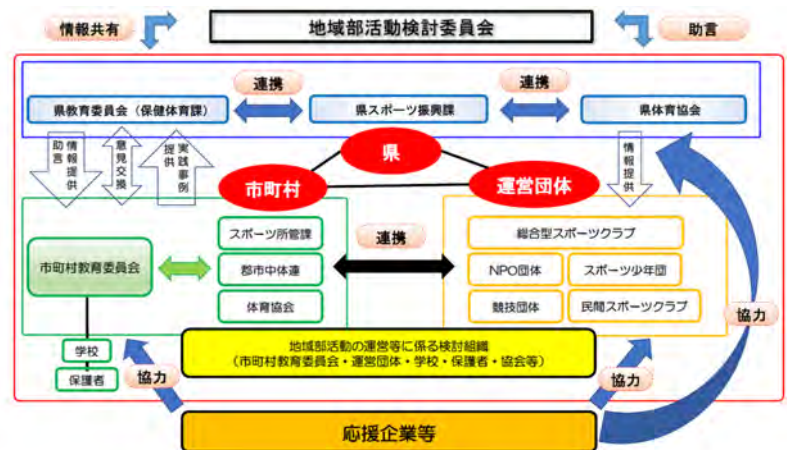 情報共有
地域部活動検討委員会
助言
連携
連携
県教育委員会（保健体育課）
県スポーツ振興課
県体育協会
助言
情報提供
意見交換
提供
実践事例
県
市町村
運営団体
情報提供
市町村教育委員会
スポーツ所管課
郡市中体連
体育協会
連携
総合型スポーツクラブ
NPO団体
スポーツ少年団
競技団体
民間スポーツクラブ
学校
保護者
地域部活動の運営等に係る検討組織
（市町村教育委員会・運営団体・学校・保護者・協会等）
協力
協力
協力
応援企業等